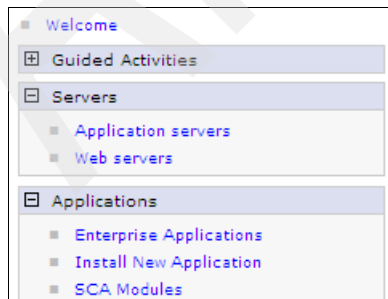 Welcome
Guided Activities
Servers
Application servers
Web servers
Applications
Enterprise Applications
Install New Application
SCA Modules